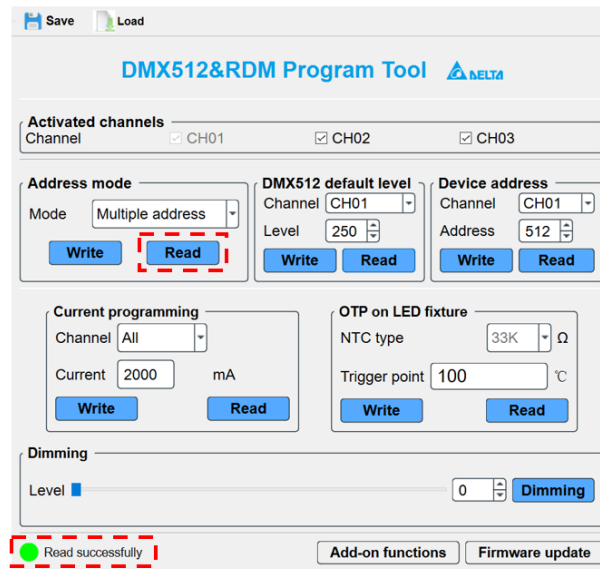 Save Load
DMX512&RDM Program Tool DELTA
Activated channels
Channel CH01 CH02 CH03
Address mode DMX512 default level Device address
Channel CH01 Channel CH01
Mode Multiple address
Level 250 Address 512
Write Read
Write Read Write Read
Current programming OTP on LED fixture
Channel All NTC type 33K Ω
Current 2000 mA Trigger point 100 ℃
Write Read Write Read
Dimming
Level 0 Dimming
Read successfully Add-on functions Firmware update